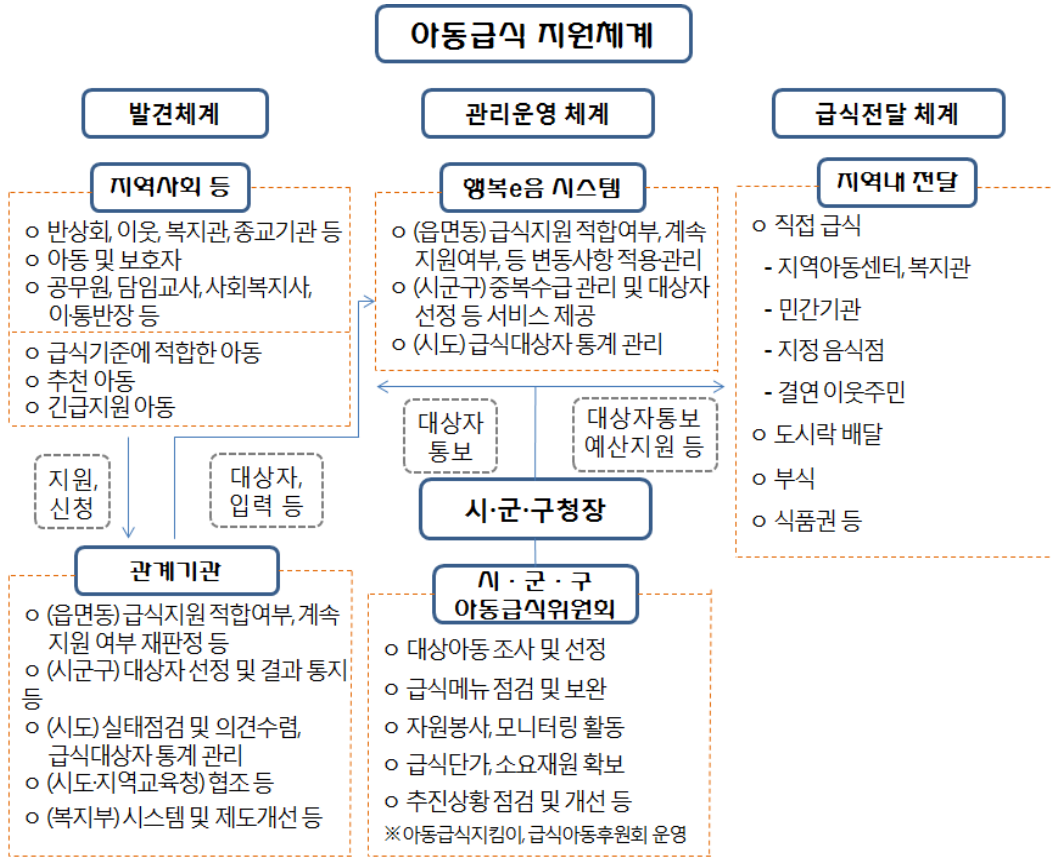 아동급식 지원체계
발견체계
관리운영 체계
급식전달 체계
지역사회 등
ㅇ 반상회, 이웃, 복지관, 종교기관 등
ㅇ 아동 및 보호자
ㅇ 공무원, 담임교사, 사회복지사,
이·통반장 등
ㅇ 급식기준에 적합한 아동
ㅇ 추천 아동
ㅇ 긴급지원 아동
지원,
신청
대상자,
입력 등
관계기관
ㅇ (읍면동) 급식지원 적합여부, 계속
지원 여부 재판정 등
ㅇ (시군구) 대상자 선정 및 결과 통지
등
ㅇ (시도) 실태점검 및 의견수렴,
급식대상자 통계 관리
ㅇ (시도·지역교육청) 협조 등
ㅇ (복지부) 시스템 및 제도개선 등
행복e음 시스템
ㅇ (읍면동) 급식지원 적합여부, 계속
지원여부, 등 변동사항 적용·관리
ㅇ (시군구) 중복수급 관리 및 대상자
선정 등 서비스 제공
ㅇ (시도) 급식대상자 통계 관리
대상자
통보
대상자통보
예산지원 등
시·군·구청장
시 · 군 · 구
아동급식위원회
ㅇ 대상아동 조사 및 선정
ㅇ 급식메뉴 점검 및 보완
ㅇ 자원봉사, 모니터링 활동
ㅇ 급식단가, 소요재원 확보
ㅇ 추진상황 점검 및 개선 등
※아동급식지킴이, 급식아동후원회 운영
지역내 전달
ㅇ 직접 급식
- 지역아동센터, 복지관
- 민간기관
- 지정 음식점
- 결연 이웃주민
ㅇ 도시락 배달
ㅇ 부식
ㅇ 식품권 등